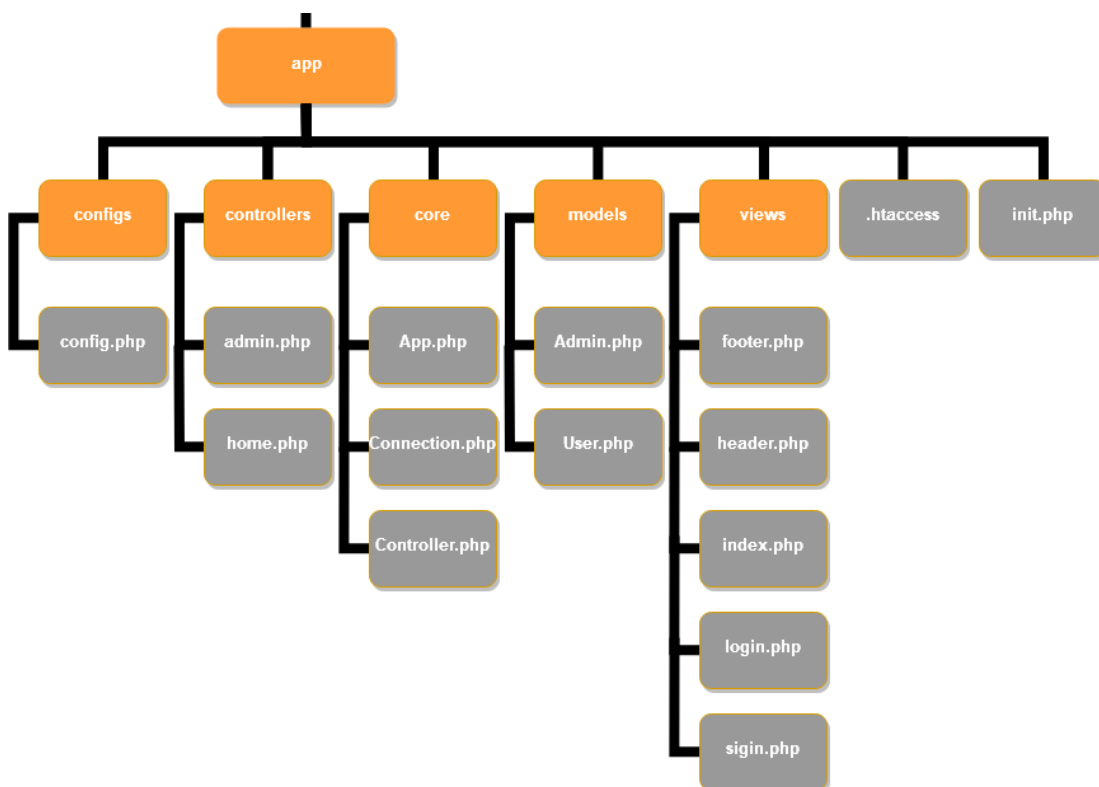 app
configs
controllers
core
models
views
.htaccess
init.php
config.php
admin.php
App.php
Admin.php
footer.php
home.php
Connection.php
User.php
header.php
Controller.php
index.php
login.php
sigin.php